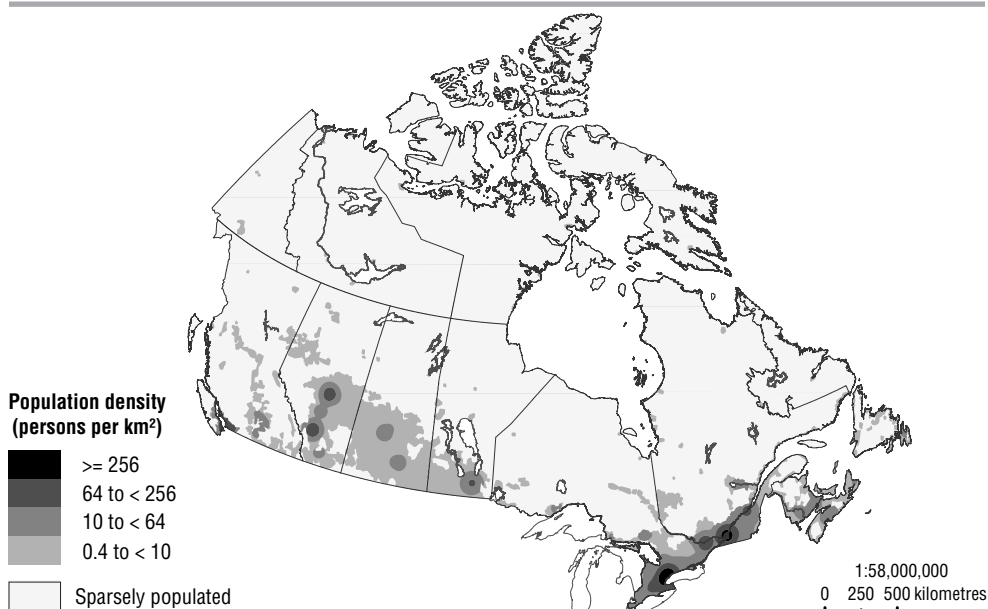 Population density
(persons per km²)
>= 256
64 to < 256
10 to < 64
0.4 to < 10
Sparsely populated
1:58,000,000
0 250 500 kilometres